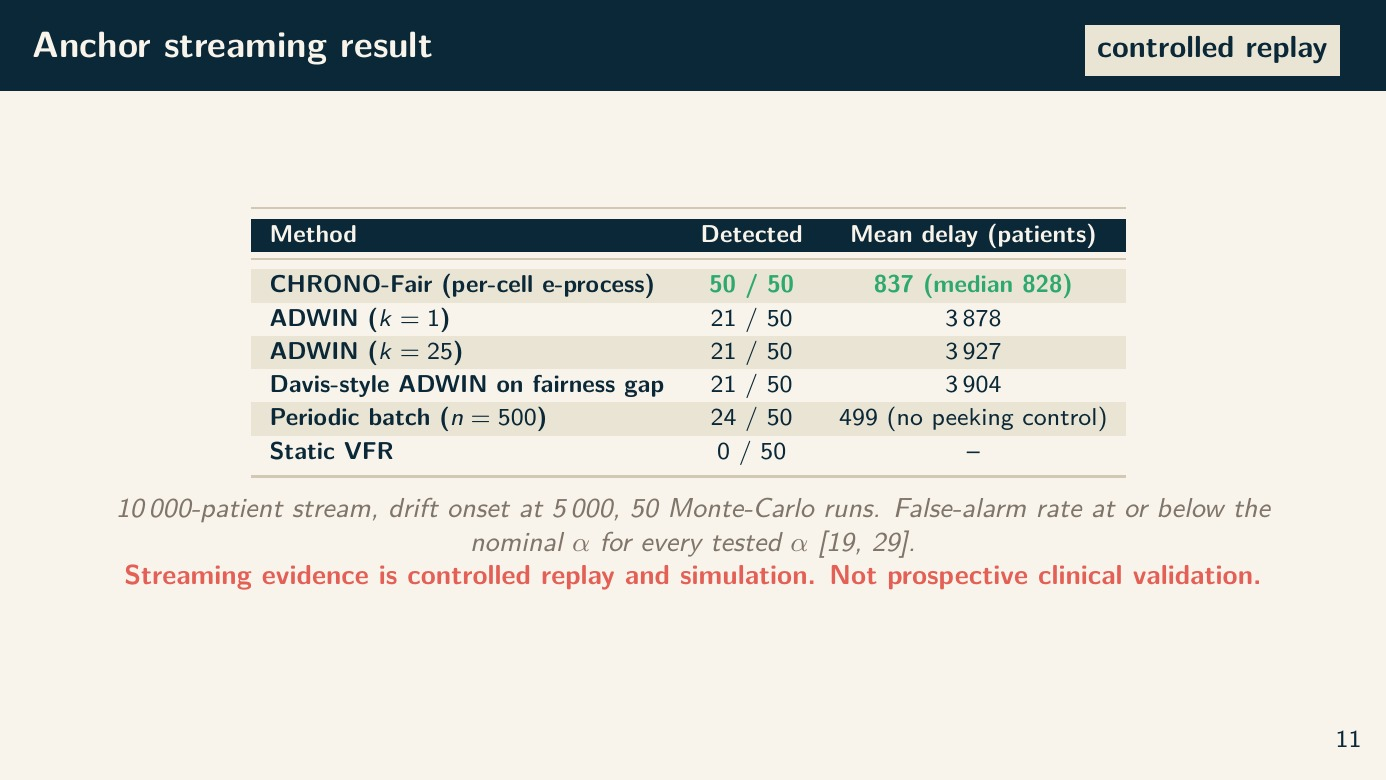 Anchor streaming result
controlled replay
Method Detected Mean delay (patients)
CHRONO-Fair (per-cell e-process) 50 / 50 837 (median 828)
ADWIN (k = 1) 21 / 50 3 878
ADWIN (k = 25) 21 / 50 3 927
Davis-style ADWIN on fairness gap 21 / 50 3 904
Periodic batch (n = 500) 24 / 50 499 (no peeking control)
Static VFR 0 / 50 –
10 000-patient stream, drift onset at 5 000, 50 Monte-Carlo runs. False-alarm rate at or below the
nominal α for every tested α [19, 29].
Streaming evidence is controlled replay and simulation. Not prospective clinical validation.
11